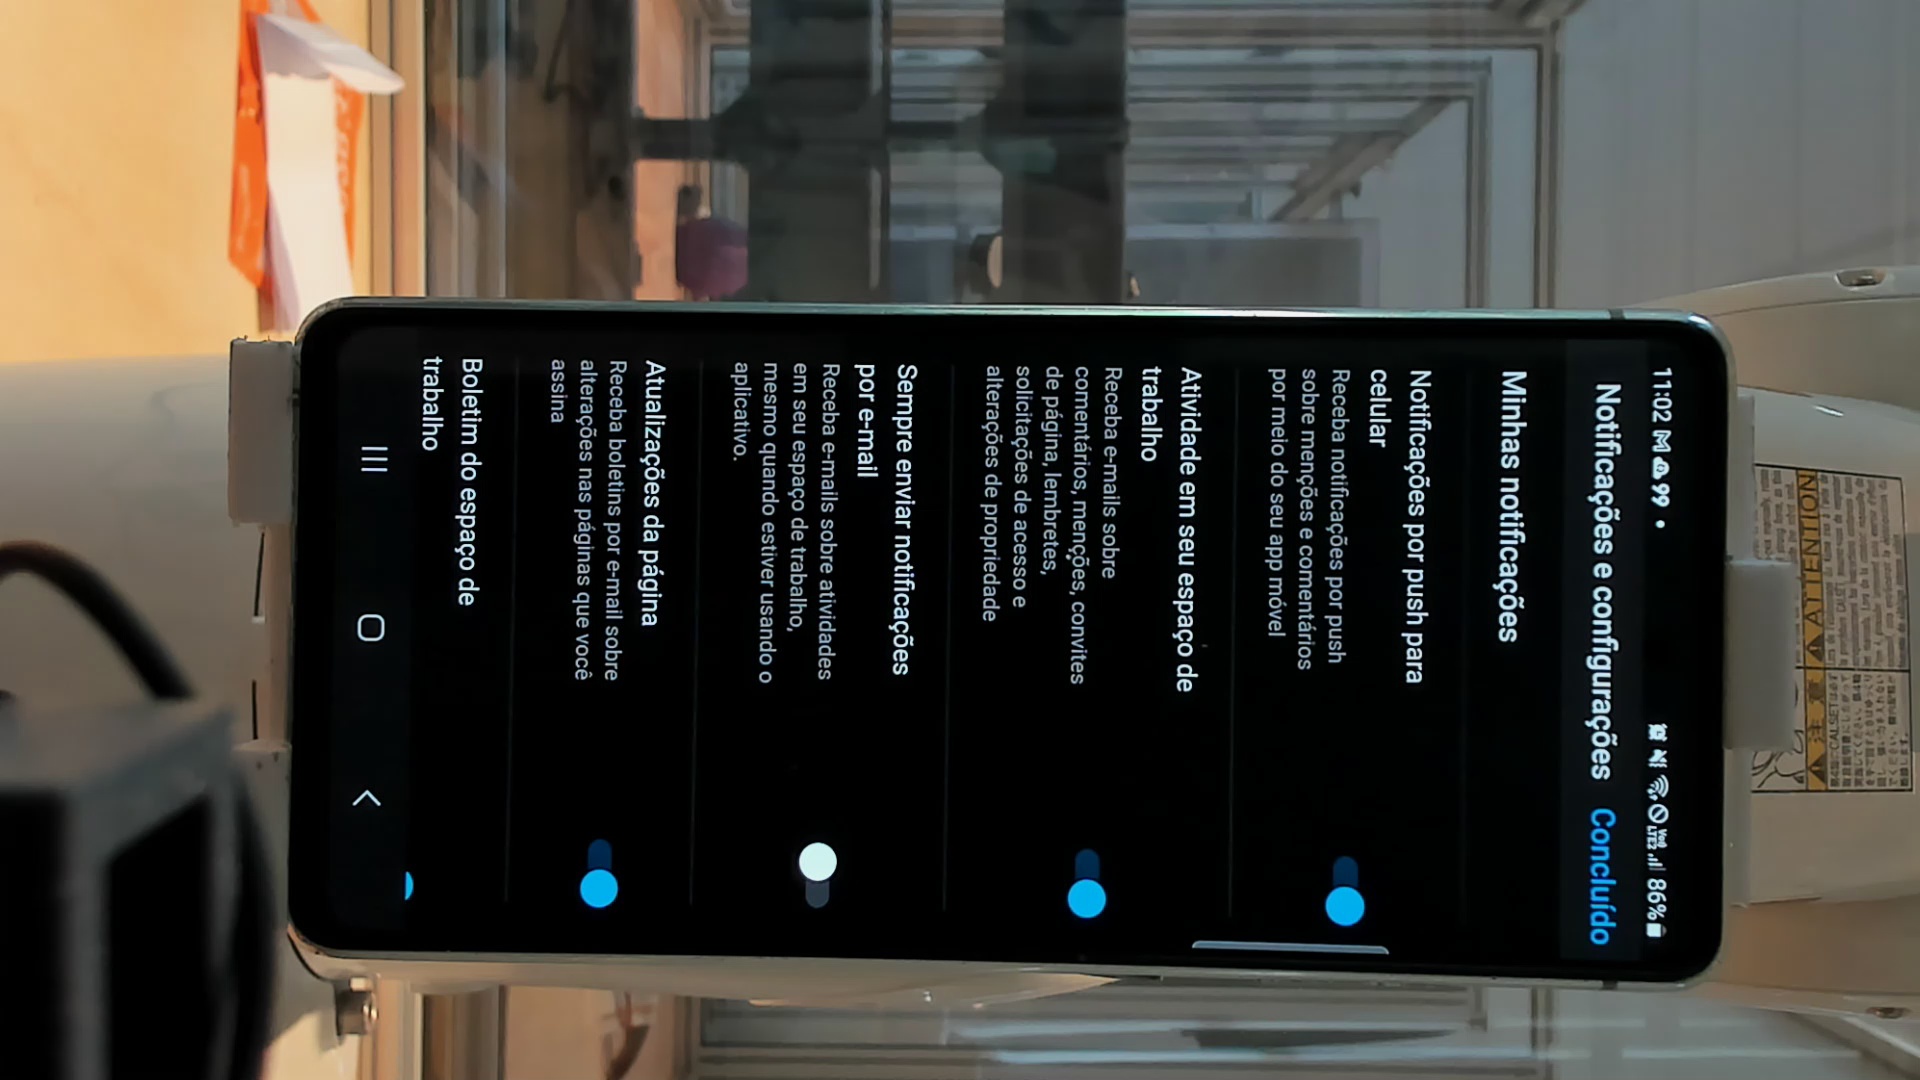 11:02
86%
Notificações e configurações
Concluído
Minhas notificações
Notificações por push para
celular
Receba notificações por push
sobre menções e comentários
por meio do seu app móvel
Atividade em seu espaço de
trabalho
Receba e-mails sobre
comentários, menções, convites
de página, lembretes,
solicitações de acesso e
alterações de propriedade
Sempre enviar notificações
por e-mail
Receba e-mails sobre atividades
em seu espaço de trabalho,
mesmo quando estiver usando o
aplicativo.
Atualizações da página
Receba boletins por e-mail sobre
alterações nas páginas que você
assina
Boletim do espaço de
trabalho
ATTENTION
注意